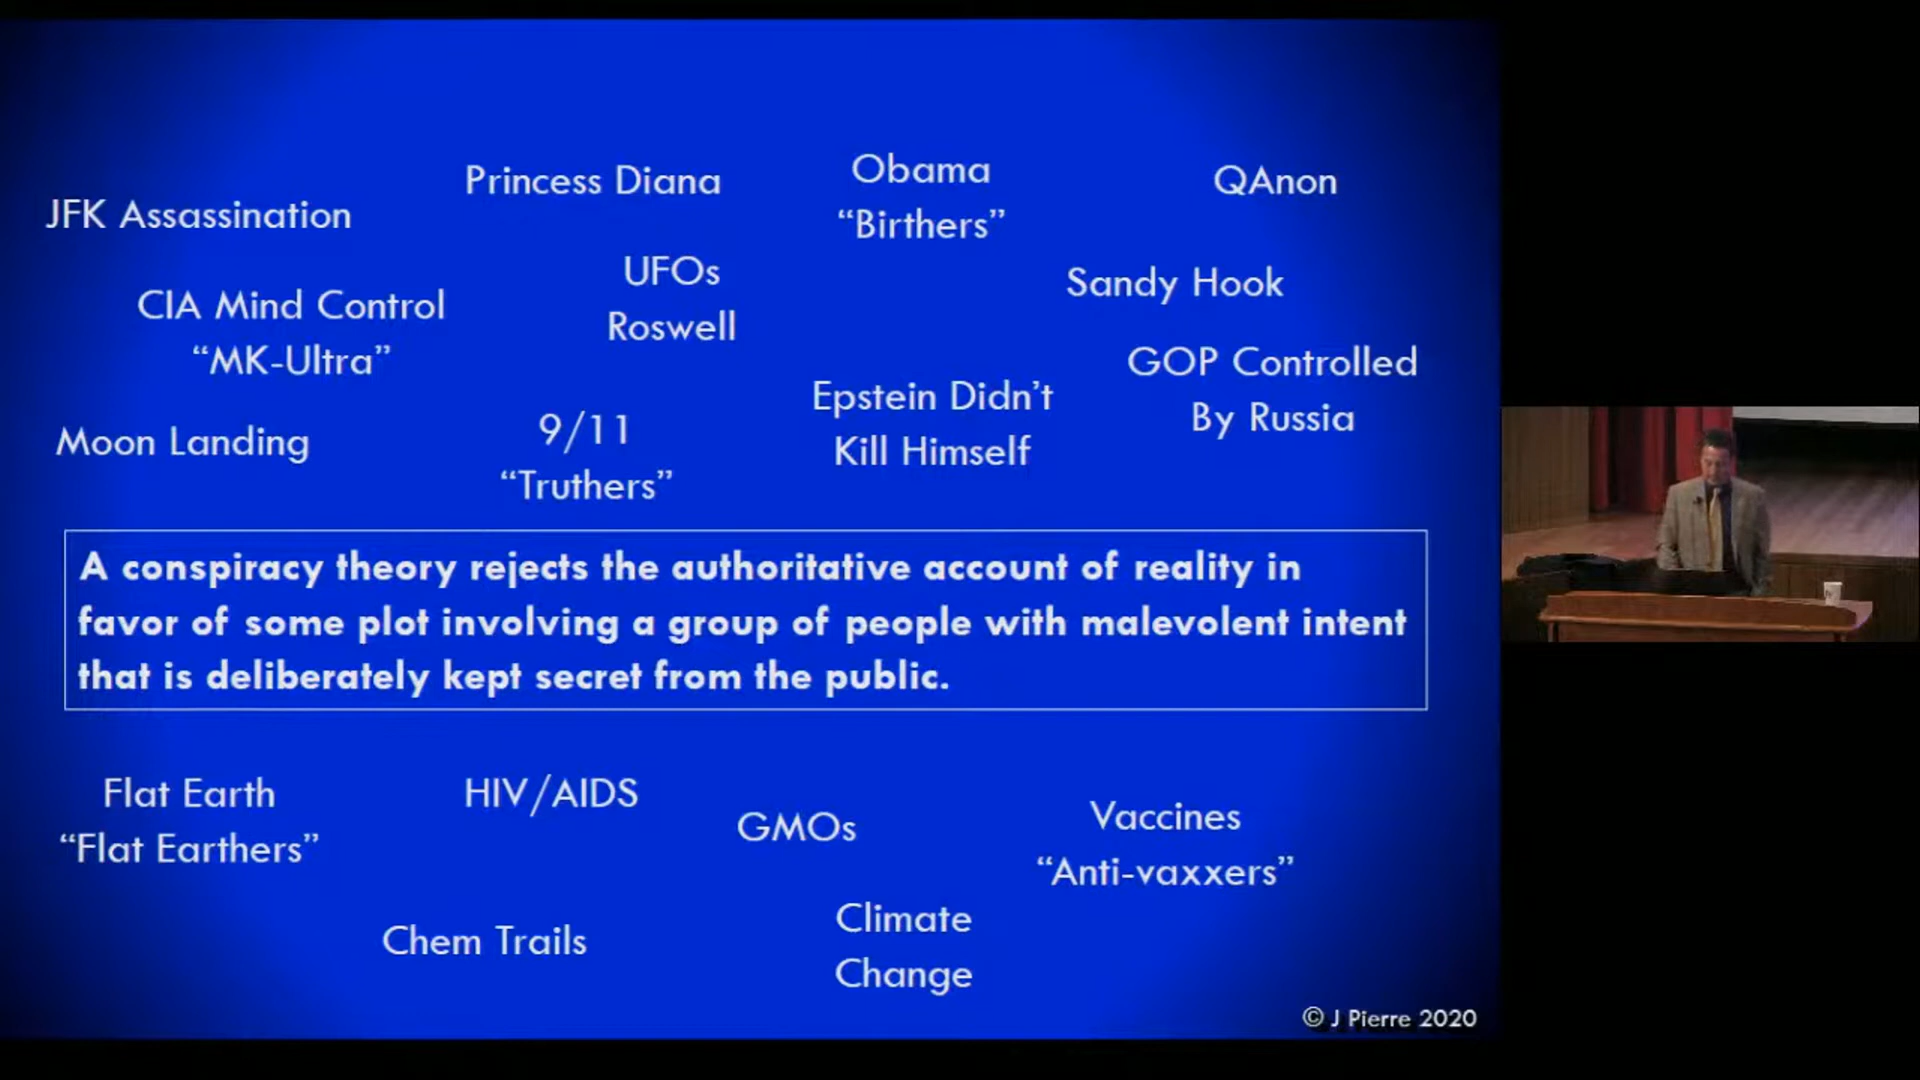 JFK Assassination
Princess Diana
Obama
“Birthers”
QAnon
CIA Mind Control
“MK-Ultra”
UFOs
Roswell
Sandy Hook
GOP Controlled
By Russia
Moon Landing
9/11
“Truthers”
Epstein Didn’t
Kill Himself
A conspiracy theory rejects the authoritative account of reality in
favor of some plot involving a group of people with malevolent intent
that is deliberately kept secret from the public.
Flat Earth
“Flat Earthers”
HIV/AIDS
GMOs
Vaccines
“Anti-vaxxers”
Chem Trails
Climate
Change
© J Pierre 2020